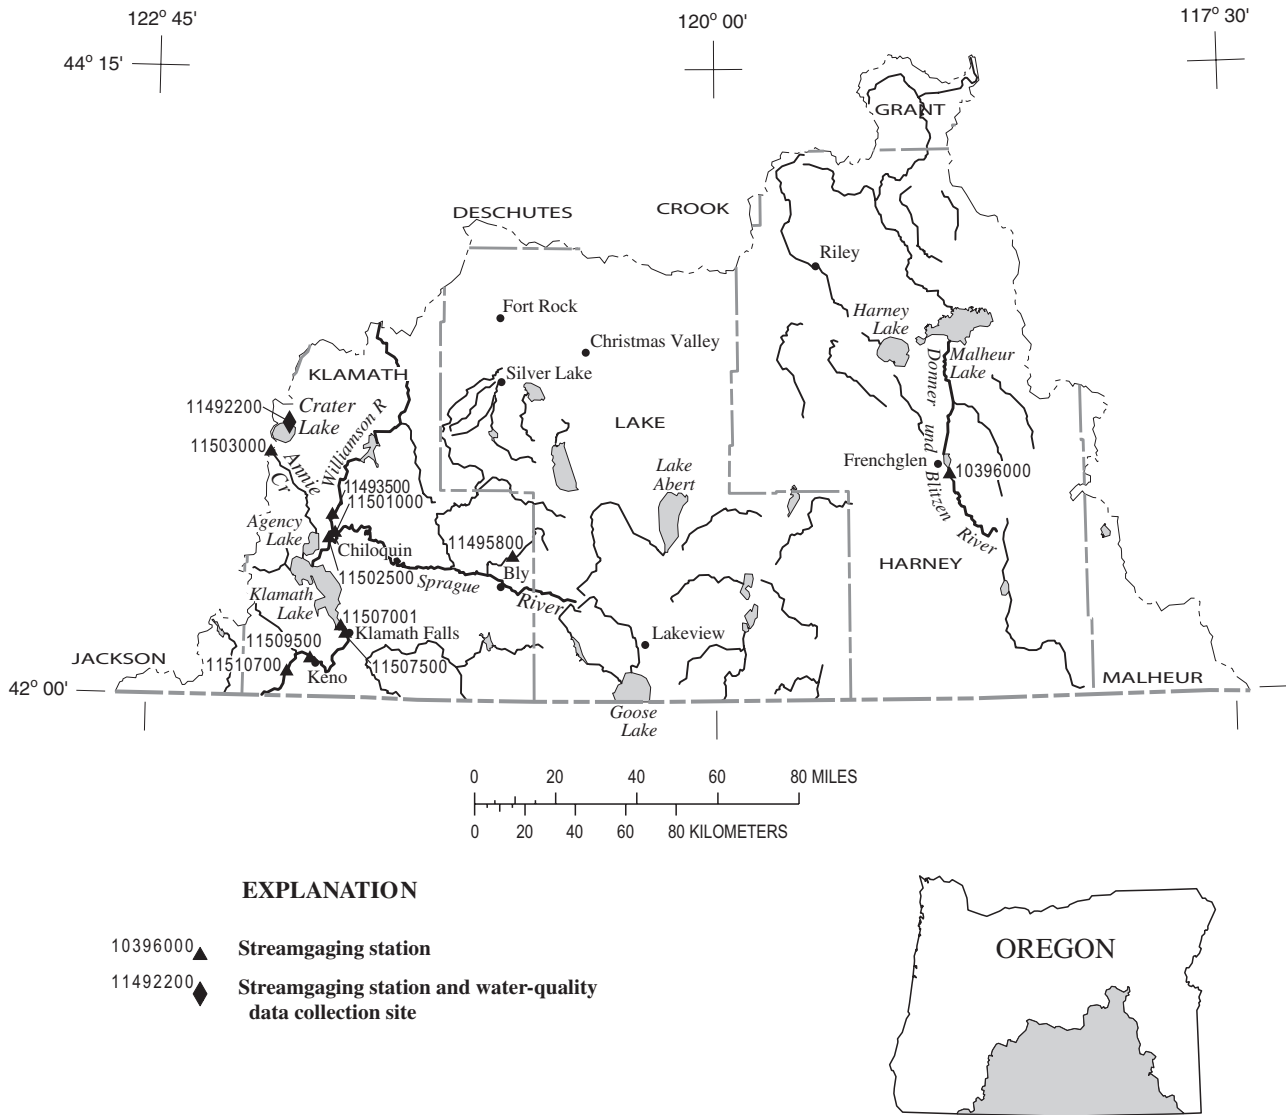 122° 45'
120° 00'
117° 30'
44° 15'
GRANT
DESCHUTES
CROOK
Riley
Fort Rock
Harney
Lake
Christmas Valley
Malheur
Lake
KLAMATH
Silver Lake
11492200
Crater
Lake
LAKE
Donner und Blitzen
River
11503000
Williamson R
Annie
Cr
Frenchglen
10396000
Lake
Abert
11493500
11501000
Agency
Lake
Chiloquin
11495800
HARNEY
11502500
Bly
Sprague
River
Klamath
Lake
11507001
Klamath Falls
11509500
Lakeview
JACKSON
11510700
11507500
Keno
MALHEUR
42° 00'
Goose
Lake
0 20 40 60 80 MILES
0 20 40 60 80 KILOMETERS
EXPLANATION
10396000
Streamgaging station
11492200
Streamgaging station and water-quality
data collection site
OREGON